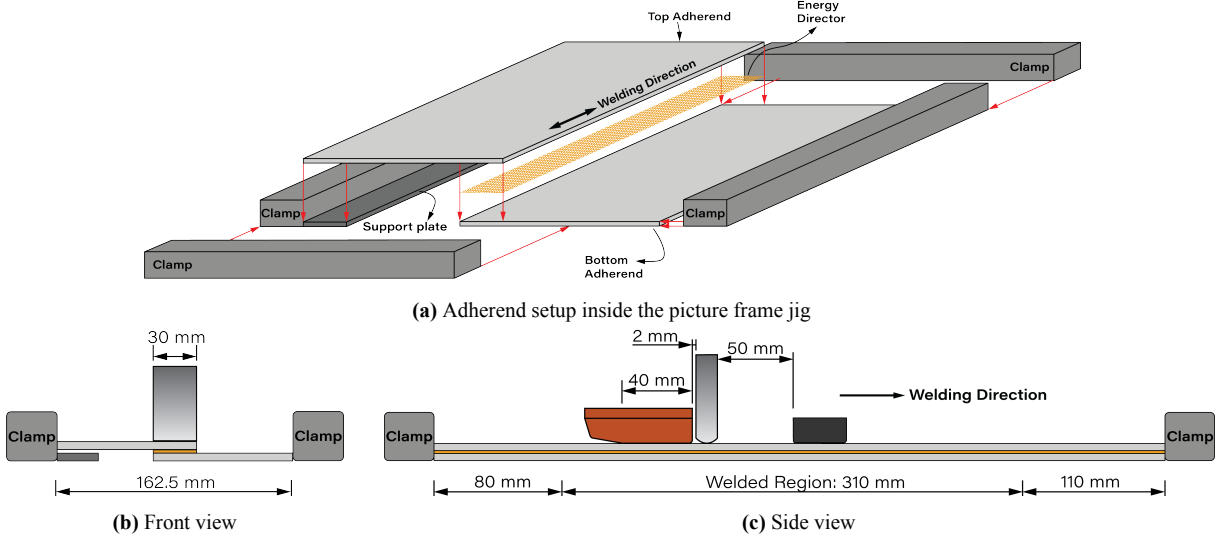 Energy
Director
Top Adherend
Clamp
Welding Direction
Clamp
Support plate
Clamp
Clamp
Bottom
Adherend
(a) Adherend setup inside the picture frame jig
30 mm
Clamp
Clamp
162.5 mm
(b) Front view
2 mm
50 mm
40 mm
Welding Direction
Clamp
Clamp
80 mm
Welded Region: 310 mm
110 mm
(c) Side view